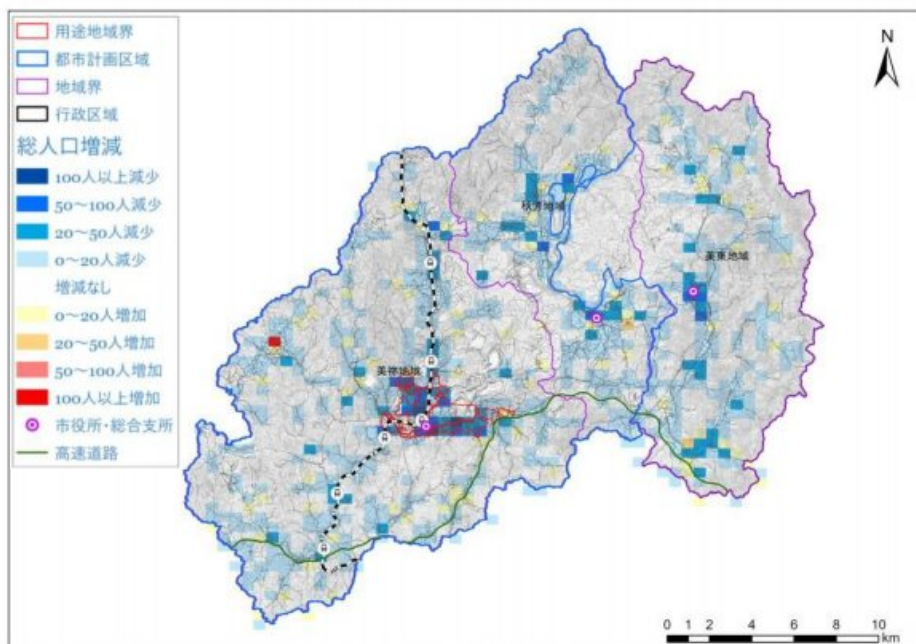 用途地域界
都市計画区域
地域界
行政区域
総人口増減
100人以上減少
50～100人減少
20～50人減少
0～20人減少
増減なし
0～20人増加
20～50人増加
50～100人増加
100人以上増加
市役所・総合支所
高速道路
N
秋芳地域
美東地域
美祢地域
0 1 2 4 6 8 10
km